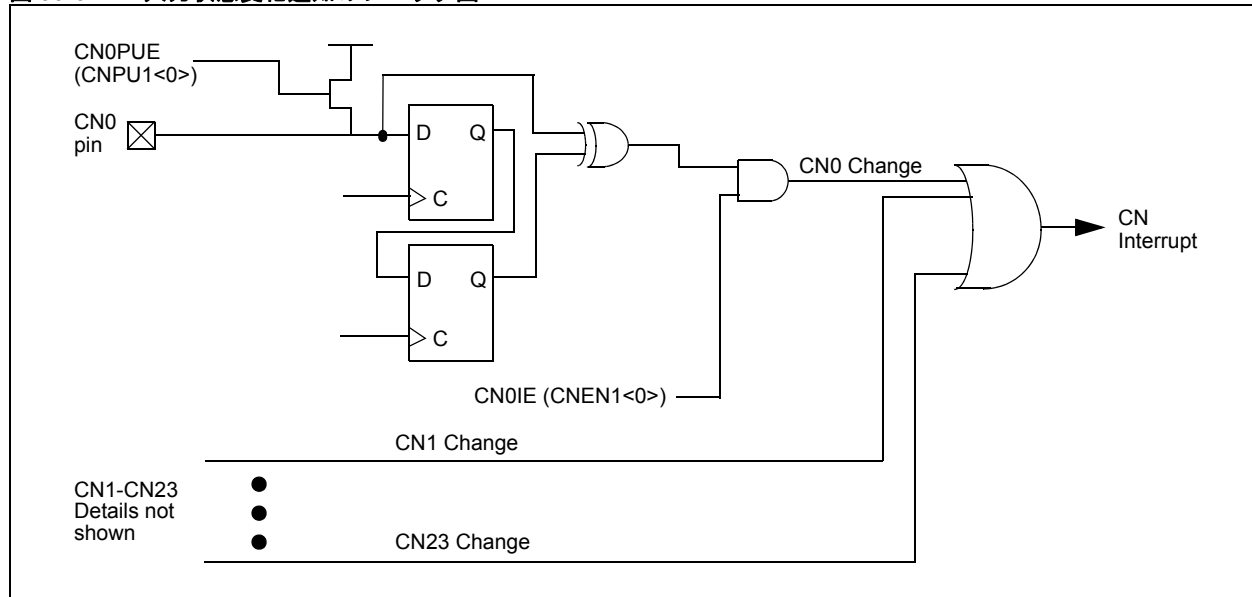 CN0PUE
(CNPU1<0>)
CN0
pin
D Q
C
D Q
C
CN0 Change
CN
Interrupt
CN0IE (CNEN1<0>)
CN1 Change
CN1-CN23
Details not
shown
CN23 Change